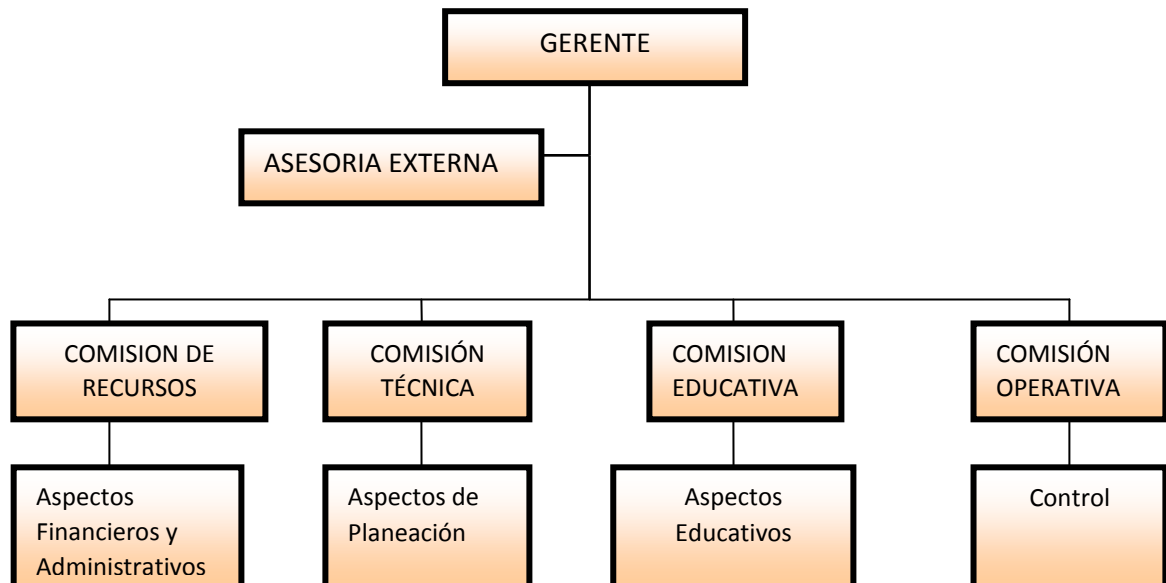 GERENTE
ASESORIA EXTERNA
COMISION DE
RECURSOS
COMISIÓN
TÉCNICA
COMISION
EDUCATIVA
COMISIÓN
OPERATIVA
Aspectos
Financieros y
Administrativos
Aspectos de
Planeación
Aspectos
Educativos
Control